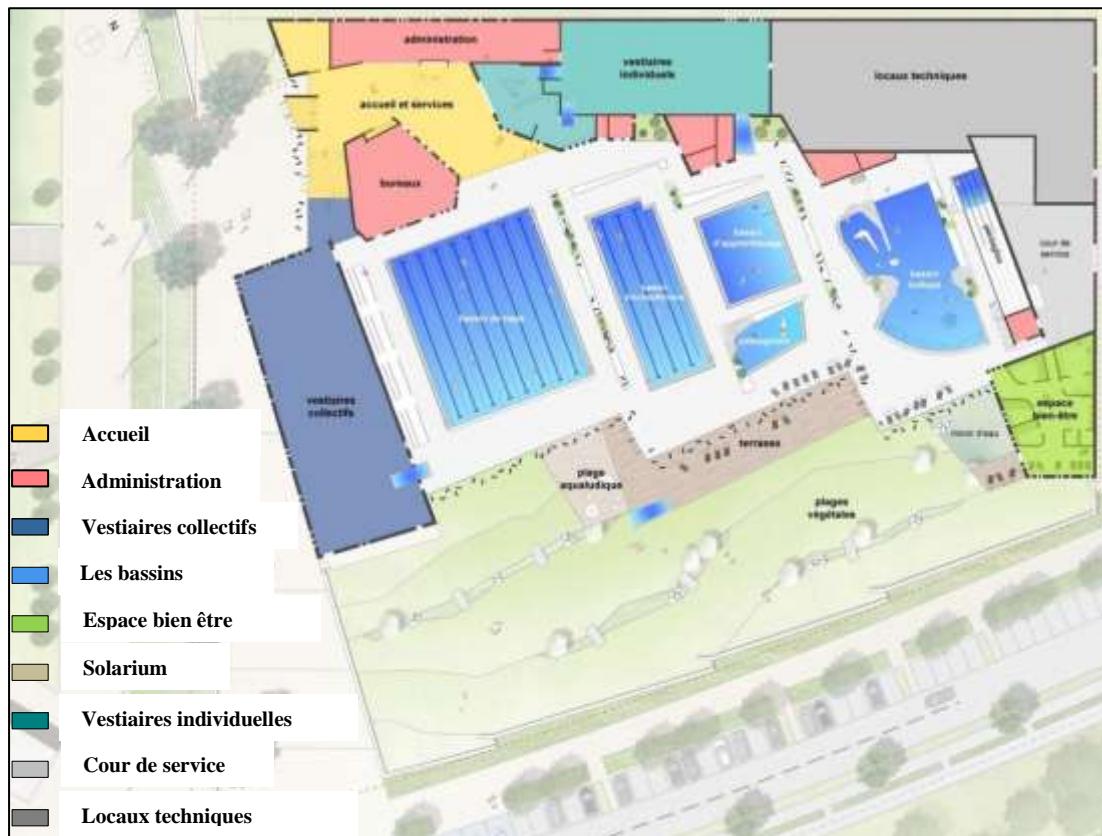 N
administration
vestiaires
individuels
locaux techniques
accueil et services
bureaux
cour de
service
vestiaires
collectifs
espace
bien-être
terrasses
plage
aqualudique
plages
végétales
Accueil
Administration
Vestiaires collectifs
Les bassins
Espace bien être
Solarium
Vestiaires individuelles
Cour de service
Locaux techniques